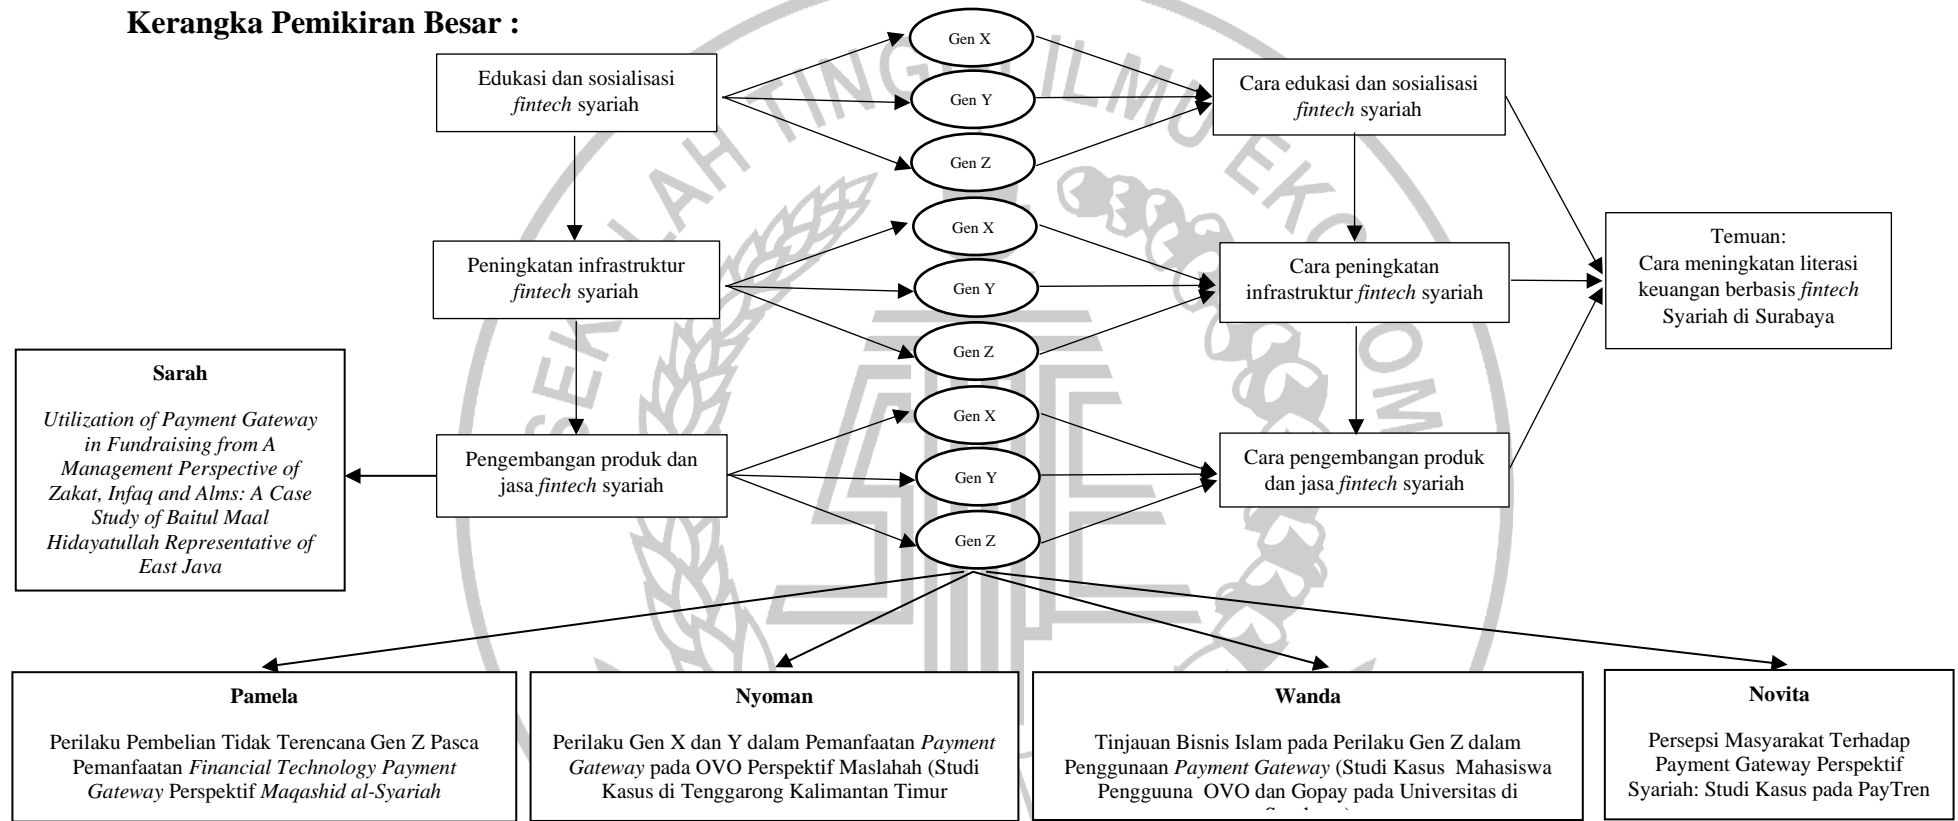 Kerangka Pemikiran Besar :
Edukasi dan sosialisasi
fintech syariah
Gen X
Gen Y
Gen Z
Cara edukasi dan sosialisasi
fintech syariah
Peningkatan infrastruktur
fintech syariah
Gen X
Gen Y
Gen Z
Cara peningkatan
infrastruktur fintech syariah
Temuan:
Cara meningkatan literasi
keuangan berbasis fintech
Syariah di Surabaya
Sarah
Utilization of Payment Gateway
in Fundraising from A
Management Perspective of
Zakat, Infaq and Alms: A Case
Study of Baitul Maal
Hidayatullah Representative of
East Java
Pengembangan produk dan
jasa fintech syariah
Gen X
Gen Y
Gen Z
Cara pengembangan produk
dan jasa fintech syariah
Pamela
Perilaku Pembelian Tidak Terencana Gen Z Pasca
Pemanfaatan Financial Technology Payment
Gateway Perspektif Maqashid al-Syariah
Nyoman
Perilaku Gen X dan Y dalam Pemanfaatan Payment
Gateway pada OVO Perspektif Maslahah (Studi
Kasus di Tenggarong Kalimantan Timur
Wanda
Tinjauan Bisnis Islam pada Perilaku Gen Z dalam
Penggunaan Payment Gateway (Studi Kasus Mahasiswa
Pengguuna OVO dan Gopay pada Universitas di
Novita
Persepsi Masyarakat Terhadap
Payment Gateway Perspektif
Syariah: Studi Kasus pada PayTren
SEKOLAH TINGGI ILMU EKONOM